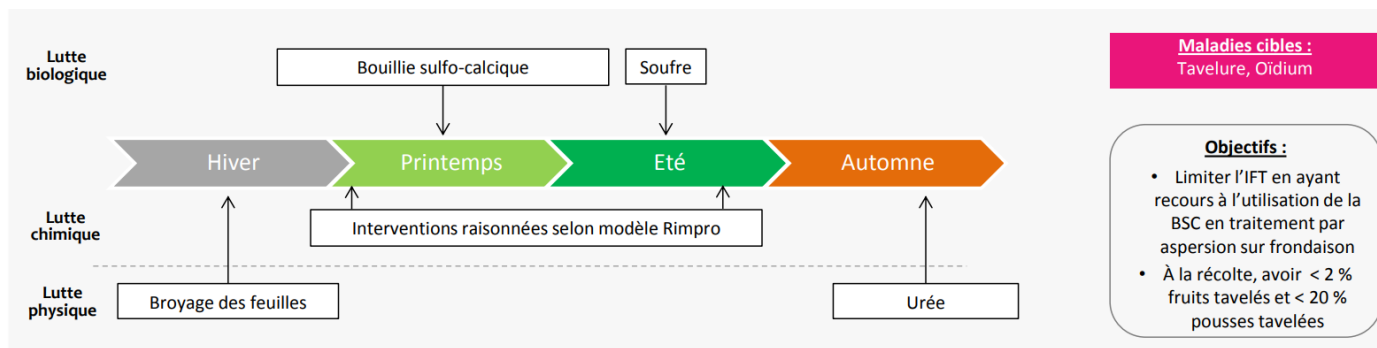 Lutte
biologique
Bouillie sulfo-calcique
Soufre
Hiver
Printemps
Eté
Automne
Lutte
chimique
Interventions raisonnées selon modèle Rimpro
Lutte
physique
Broyage des feuilles
Urée
Maladies cibles :
Tavelure, Oïdium
Objectifs :
• Limiter l’IFT en ayant
recours à l’utilisation de la
BSC en traitement par
aspersion sur frondaison
• À la récolte, avoir < 2 %
fruits tavelés et < 20 %
pousses tavelées